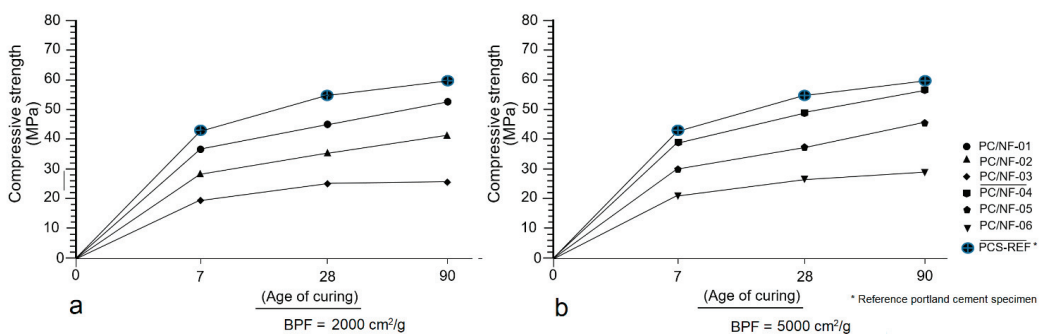 80
70
60
50
40
30
20
10
0
Compressive strength
(MPa)
0
7
28
90
a
(Age of curing)
BPF = 2000 cm²/g
80
70
60
50
40
30
20
10
0
Compressive strength
(MPa)
0
7
28
90
b
(Age of curing)
BPF = 5000 cm²/g
PC/NF-01
PC/NF-02
PC/NF-03
PC/NF-04
PC/NF-05
PC/NF-06
PCS-REF*
* Reference portland cement specimen